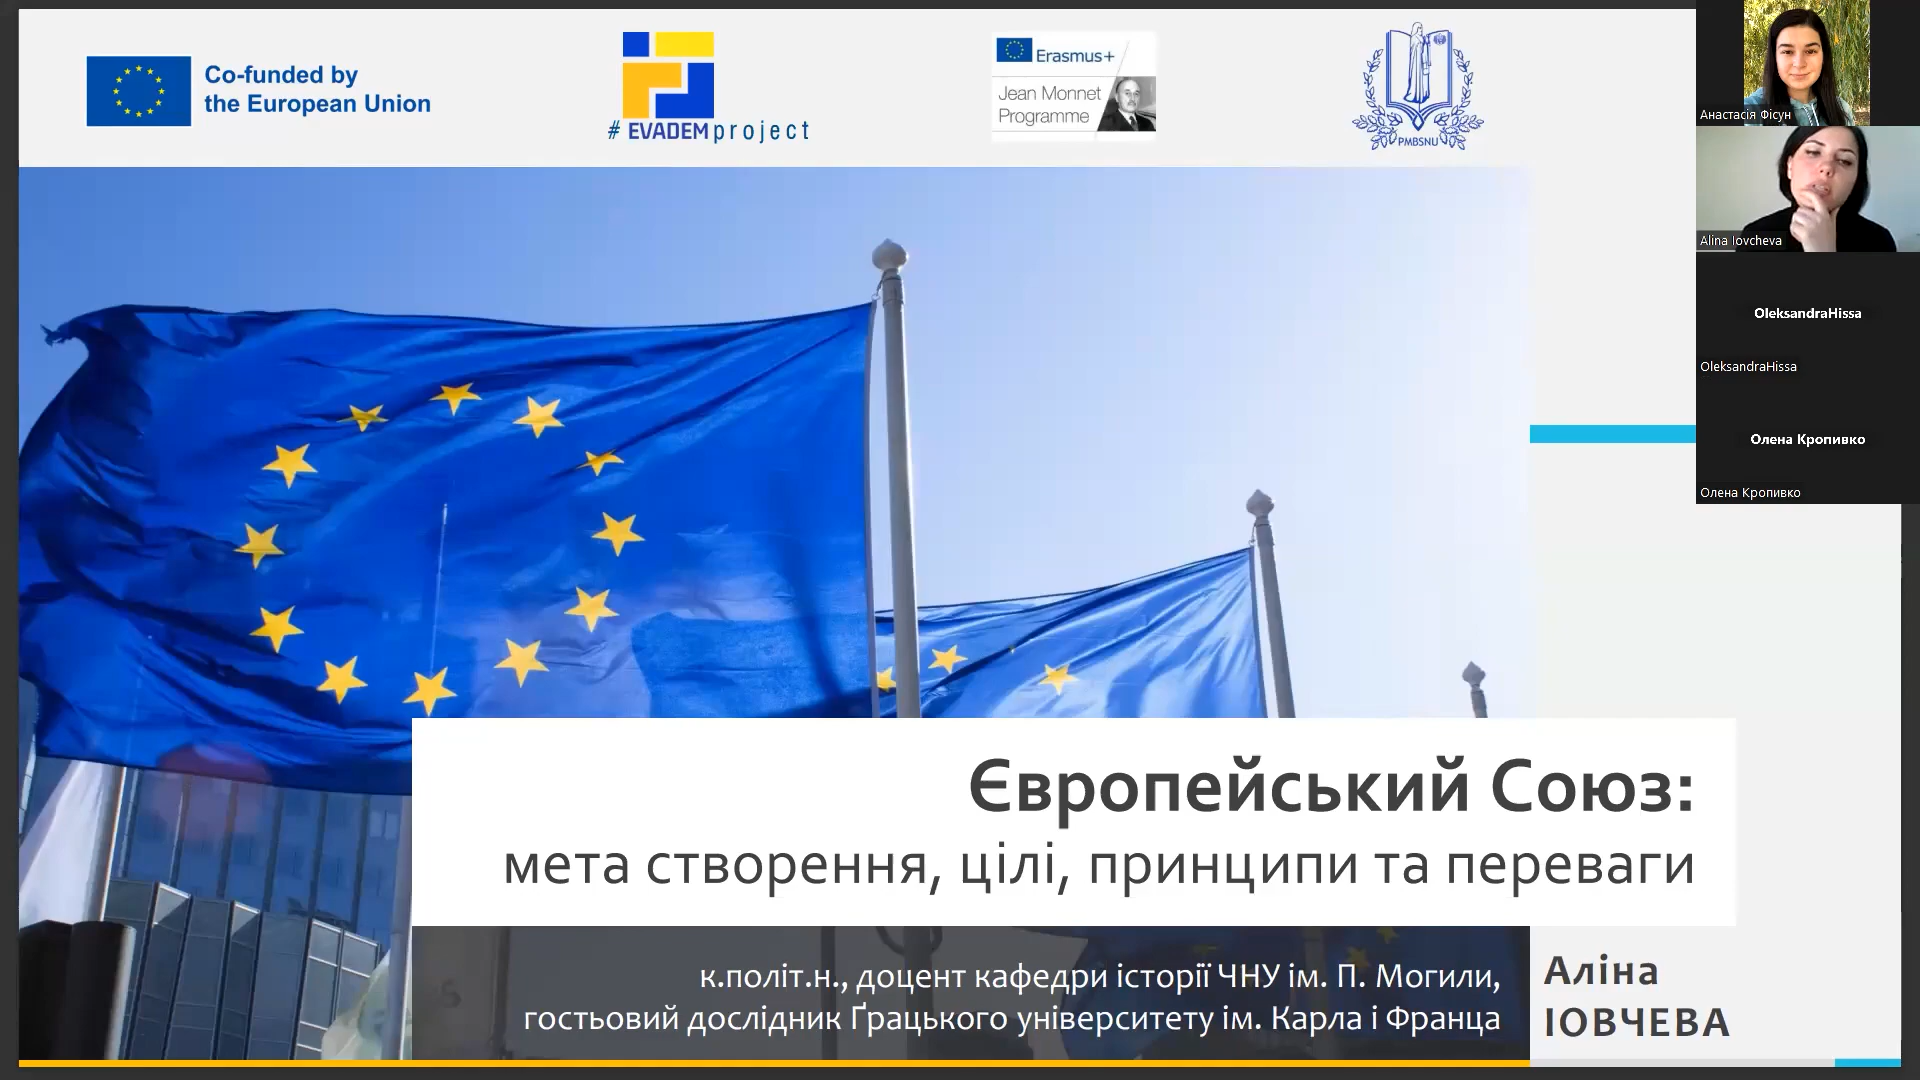 Co-funded by
the European Union
# EVADEMproject
Erasmus+
Jean Monnet
Programme
PMBSNU
Анастасія Фісун
Alina Iovcheva
OleksandraHissa
OleksandraHissa
Олена Кропивко
Олена Кропивко
Європейський Союз:
мета створення, цілі, принципи та переваги
к.політ.н., доцент кафедри історії ЧНУ ім. П. Могили,
гостьовий дослідник Ґрацького університету ім. Карла і Франца
Аліна
ІОВЧЕВА